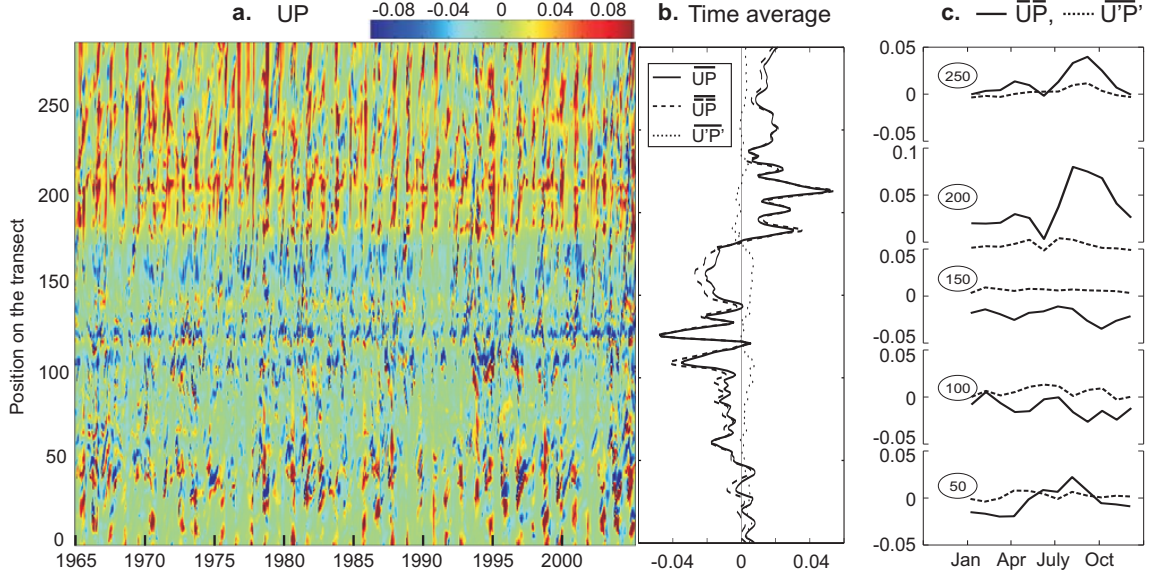 a. UP
-0.08 -0.04 0 0.04 0.08
b. Time average
c. — U̅P̅, ····· U'P'
Position on the transect
250
200
150
100
50
0
1965 1970 1975 1980 1985 1990 1995 2000
UP
UP
U'P'
-0.04 0 0.04
0.05
250
0
-0.05
0.1
200
0.05
0
150
0
-0.05
0.05
100
0
-0.05
0.05
50
0
-0.05
Jan Apr July Oct